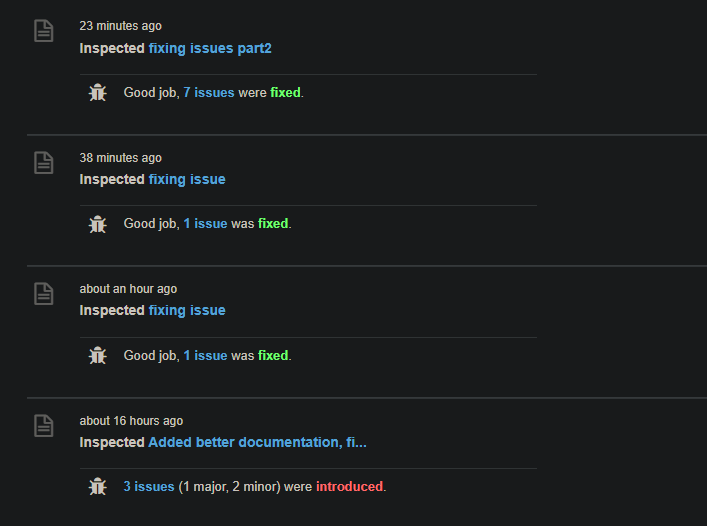 23 minutes ago
Inspected fixing issues part2
Good job, 7 issues were fixed.
38 minutes ago
Inspected fixing issue
Good job, 1 issue was fixed.
about an hour ago
Inspected fixing issue
Good job, 1 issue was fixed.
about 16 hours ago
Inspected Added better documentation, fi...
3 issues (1 major, 2 minor) were introduced.